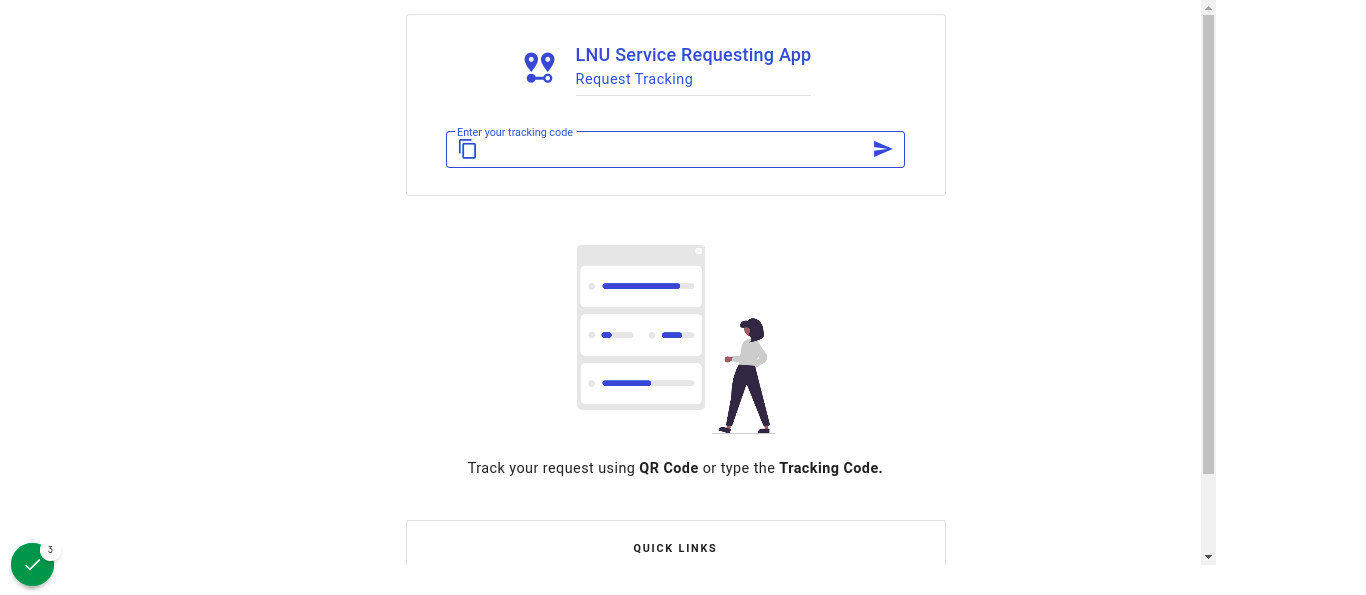 LNU Service Requesting App
Request Tracking
Enter your tracking code
Track your request using QR Code or type the Tracking Code.
QUICK LINKS
3